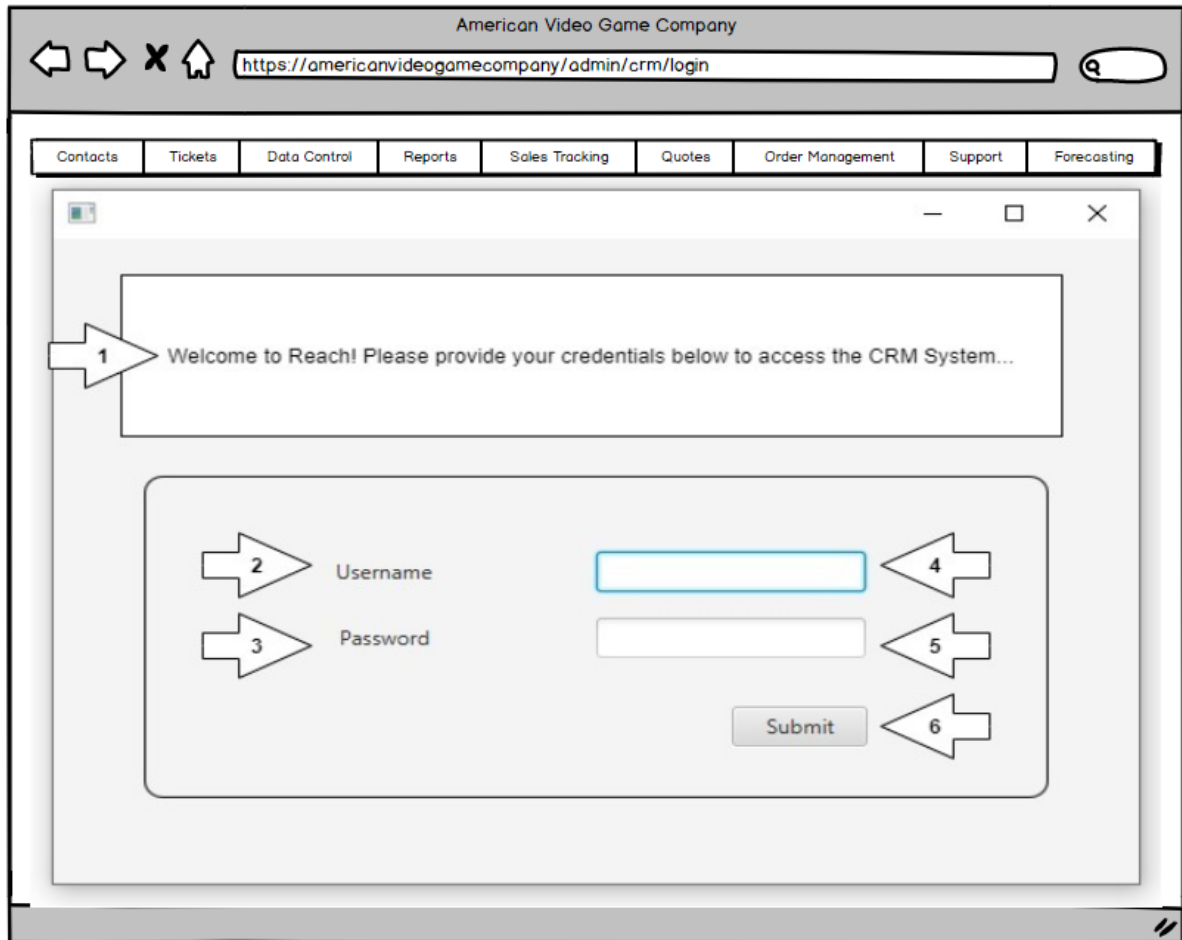 American Video Game Company
https://americanvideogamecompany/admin/crm/login
Contacts Tickets Data Control Reports Sales Tracking Quotes Order Management Support Forecasting
1 Welcome to Reach! Please provide your credentials below to access the CRM System...
2 Username 4
3 Password 5
Submit 6